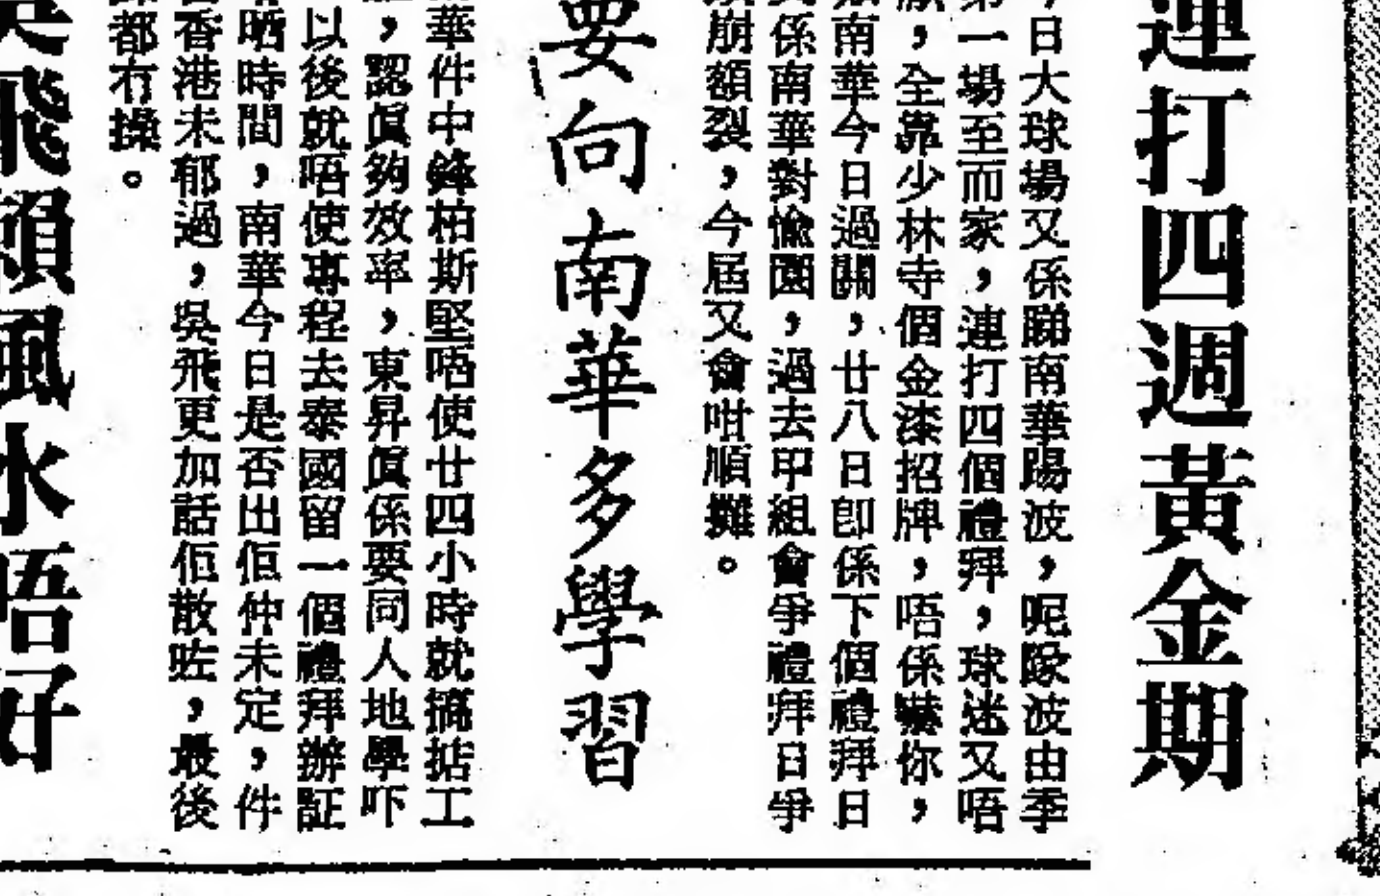 連打四週黃金期
今日大球場又係睇南華踢波，呢隊波由季
第一場至而家，連打四個禮拜，球迷又唔
，全靠少林寺個金漆招牌，唔係嚇你，
南華今日過關，廿八日卽係下個禮拜日
係南華對愉園，過去甲組會爭禮拜日爭
崩額裂，今屆又會咁順攤。
要向南華多學習
華件中鋒柏斯堅唔使廿四小時就搞掂工
，認眞夠效率，東昇眞係要同人地學吓
以後就唔使專程去泰國留一個禮拜辦証
晒時間，南華今日是否出佢仲未定，件
香港未郁過，吳飛更加話佢散咗，最後
都冇操。
吳飛賴風水唔好